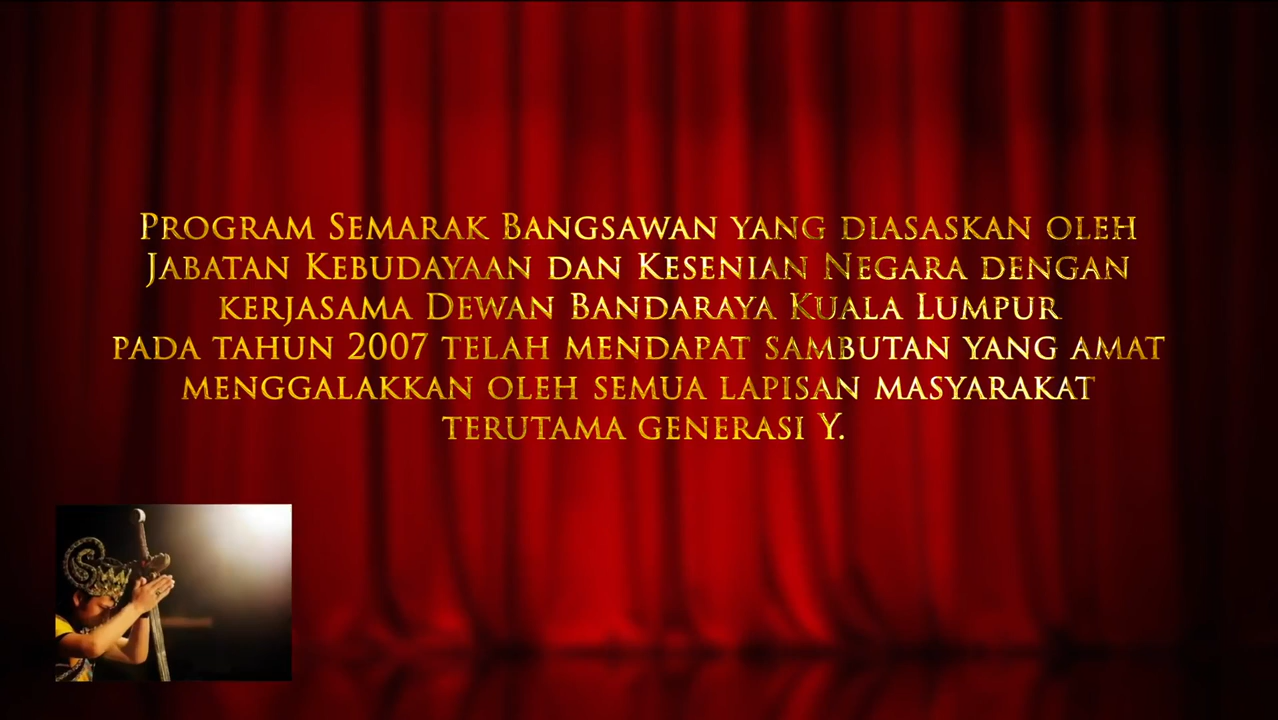 Program Semarak Bangsawan yang diasaskan oleh
Jabatan Kebudayaan dan Kesenian Negara dengan
kerjasama Dewan Bandaraya Kuala Lumpur
pada tahun 2007 telah mendapat sambutan yang amat
menggalakkan oleh semua lapisan masyarakat
terutama generasi Y.